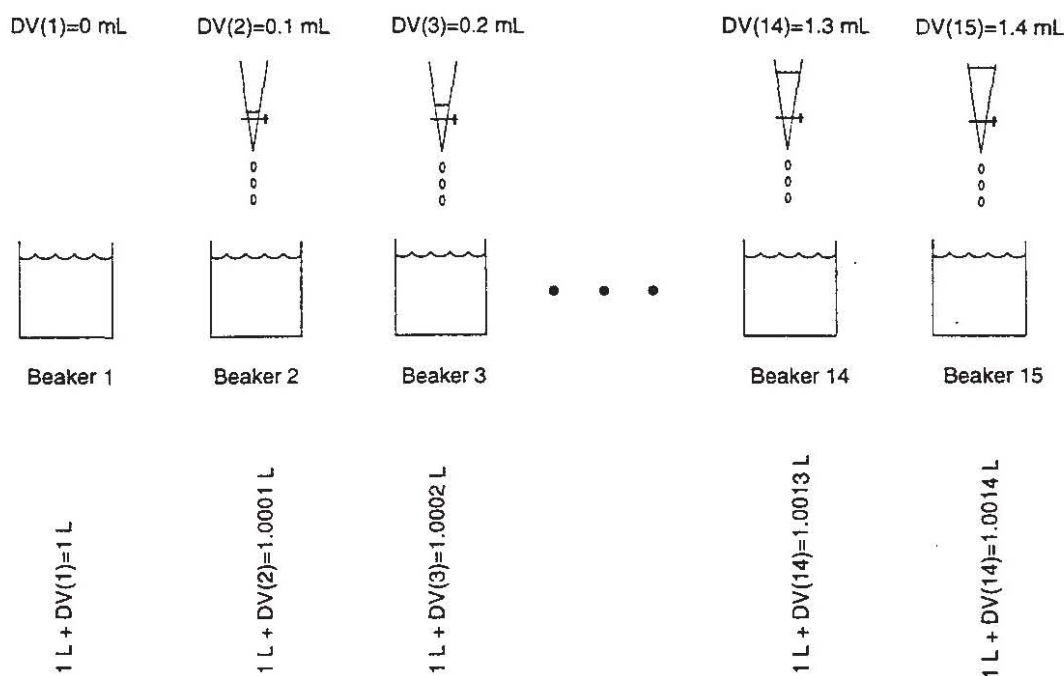 DV(1)=0 mL
DV(2)=0.1 mL
DV(3)=0.2 mL
DV(14)=1.3 mL
DV(15)=1.4 mL
Beaker 1
Beaker 2
Beaker 3
Beaker 14
Beaker 15
1 L + DV(1)=1 L
1 L + DV(2)=1.0001 L
1 L + DV(3)=1.0002 L
1 L + DV(14)=1.0013 L
1 L + DV(14)=1.0014 L